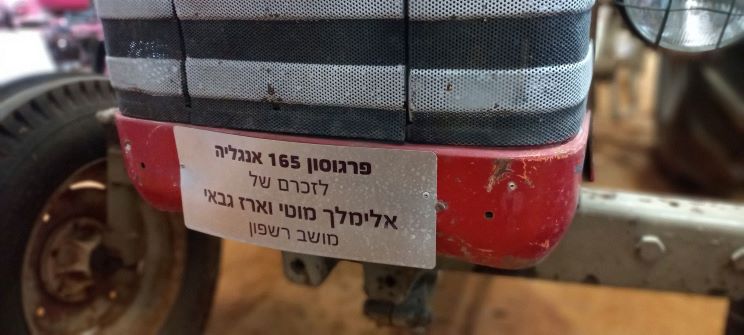 פרגוסון 165 אנגליה
לזכרם של
אלימלך מוטי וארז גבאי
מושב רשפון